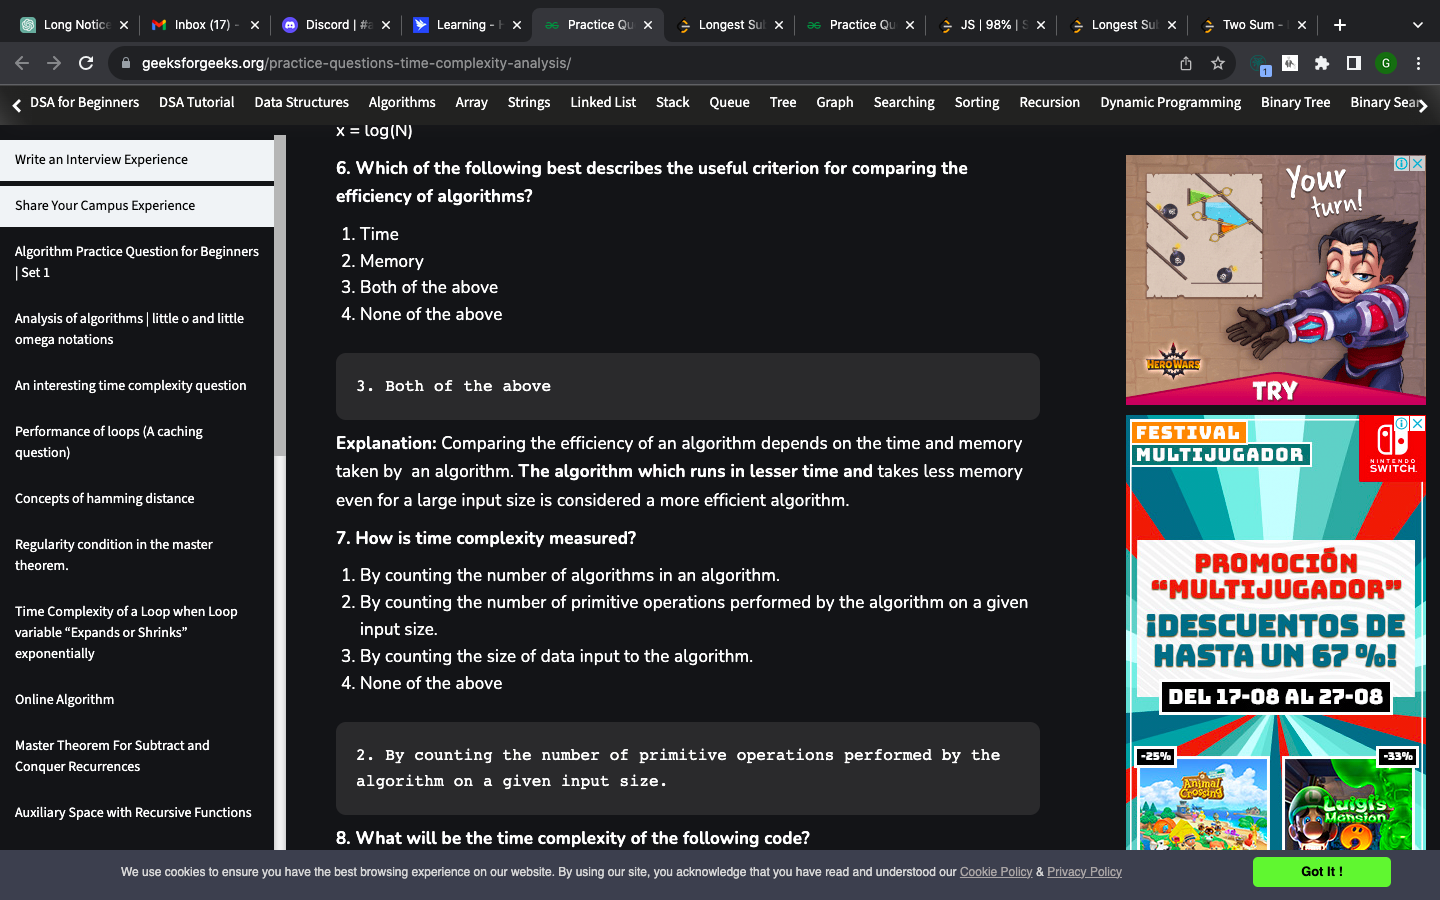 Long Notice
Inbox (17) -
Discord | #a
Learning - H
Practice Qu
Longest Sub
Practice Qu
JS | 98% | S
Longest Sub
Two Sum -
geeksforgeeks.org/practice-questions-time-complexity-analysis/
1
G
DSA for Beginners
DSA Tutorial
Data Structures
Algorithms
Array
Strings
Linked List
Stack
Queue
Tree
Graph
Searching
Sorting
Recursion
Dynamic Programming
Binary Tree
Binary Sear
Write an Interview Experience
Share Your Campus Experience
Algorithm Practice Question for Beginners
| Set 1
Analysis of algorithms | little o and little
omega notations
An interesting time complexity question
Performance of loops (A caching
question)
Concepts of hamming distance
Regularity condition in the master
theorem.
Time Complexity of a Loop when Loop
variable “Expands or Shrinks”
exponentially
Online Algorithm
Master Theorem For Subtract and
Conquer Recurrences
Auxiliary Space with Recursive Functions
x = log(N)
6. Which of the following best describes the useful criterion for comparing the
efficiency of algorithms?
1. Time
2. Memory
3. Both of the above
4. None of the above
3. Both of the above
Explanation: Comparing the efficiency of an algorithm depends on the time and memory
taken by an algorithm. The algorithm which runs in lesser time and takes less memory
even for a large input size is considered a more efficient algorithm.
7. How is time complexity measured?
1. By counting the number of algorithms in an algorithm.
2. By counting the number of primitive operations performed by the algorithm on a given
input size.
3. By counting the size of data input to the algorithm.
4. None of the above
2. By counting the number of primitive operations performed by the
algorithm on a given input size.
8. What will be the time complexity of the following code?
Your
turn!
HERO WARS
TRY
FESTIVAL
MULTIJUGADOR
NINTENDO
SWITCH
PROMOCIÓN
“MULTIJUGADOR”
¡DESCUENTOS DE
HASTA UN 67 %!
DEL 17-08 AL 27-08
-25%
-33%
Animal
Crossing
Luigi's
Mansion
We use cookies to ensure you have the best browsing experience on our website. By using our site, you acknowledge that you have read and understood our Cookie Policy & Privacy Policy
Got It !